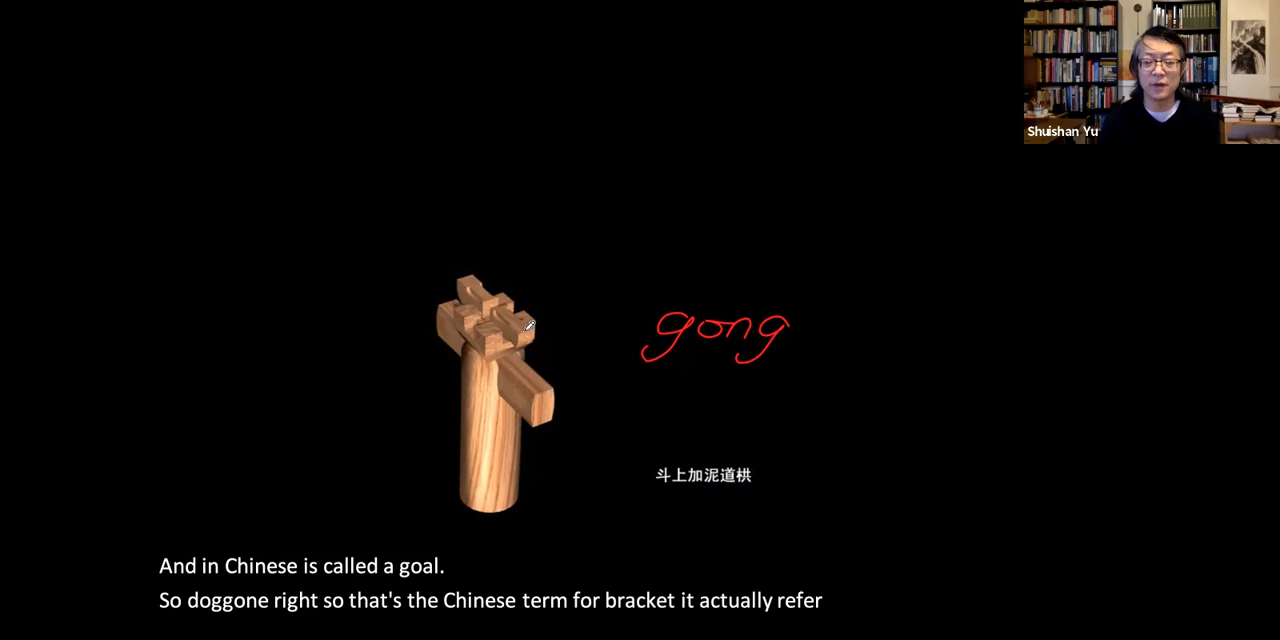 Shuishan Yu
gong
斗上加泥道栱
And in Chinese is called a goal.
So doggone right so that's the Chinese term for bracket it actually refer